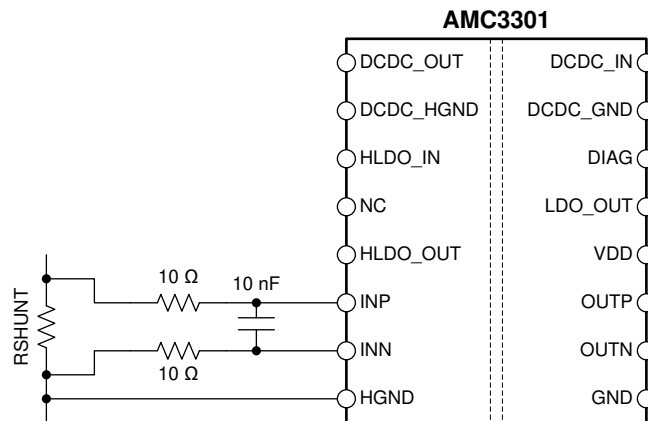 AMC3301
DCDC_OUT DCDC_IN
DCDC_HGND DCDC_GND
HLDO_IN DIAG
NC LDO_OUT
HLDO_OUT VDD
10 Ω 10 nF
INP OUTP
RSHUNT
INN OUTN
10 Ω
HGND GND